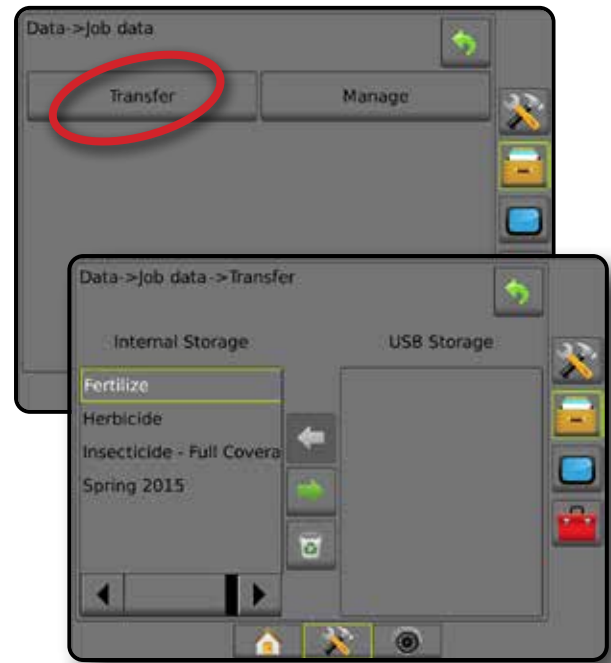 Data->Job data
Transfer
Manage
Data->Job data->Transfer
Internal Storage
USB Storage
Fertilize
Herbicide
Insecticide - Full Covera
Spring 2015